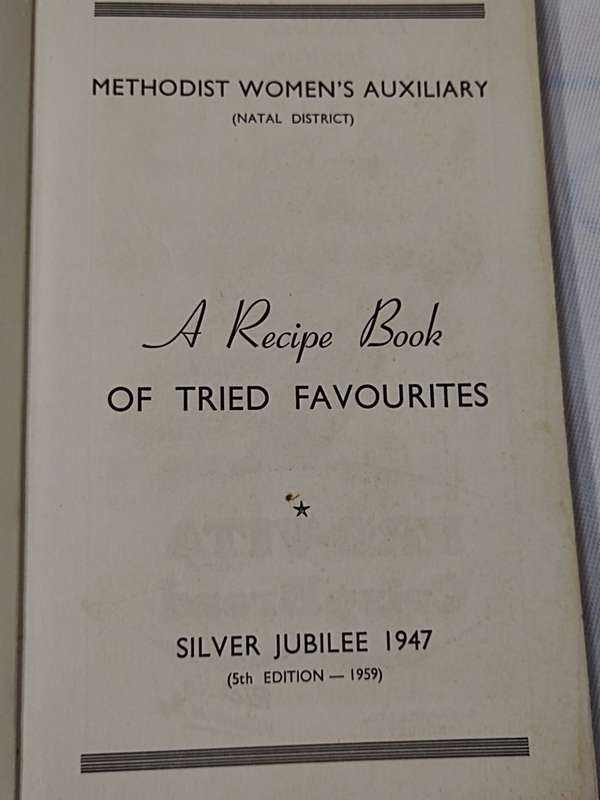 METHODIST WOMEN'S AUXILIARY
(NATAL DISTRICT)
A Recipe Book
OF TRIED FAVOURITES
SILVER JUBILEE 1947
(5th EDITION — 1959)